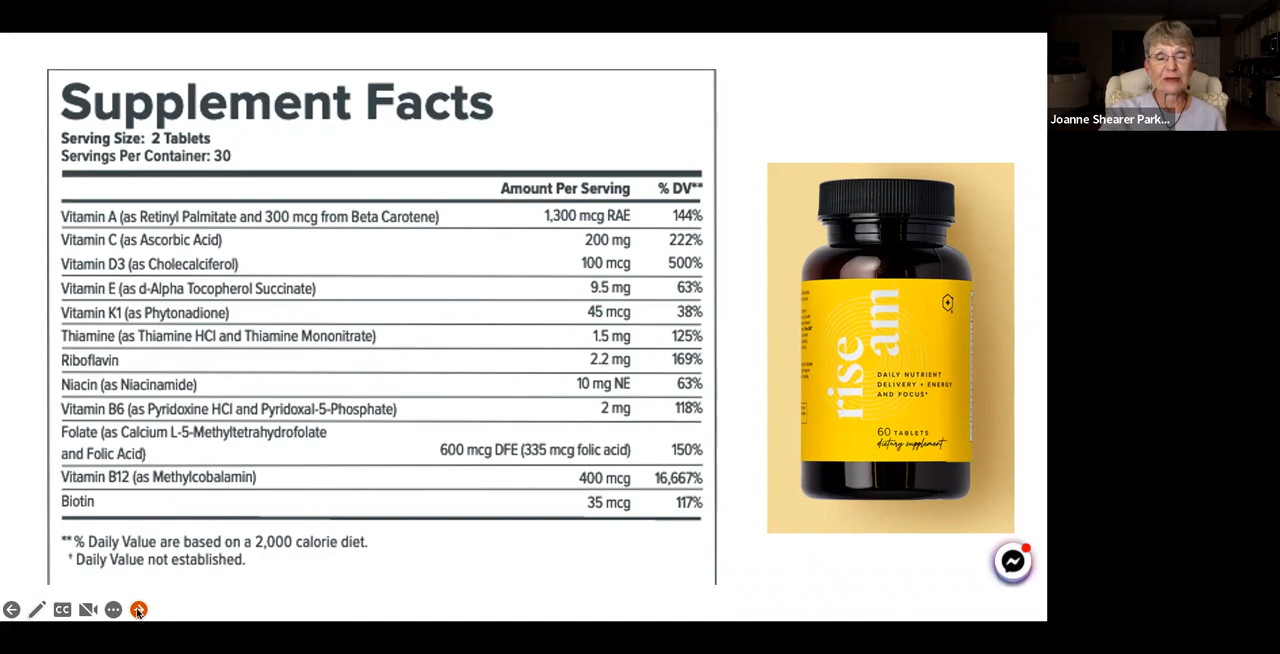 Supplement Facts
Serving Size: 2 Tablets
Servings Per Container: 30
Amount Per Serving % DV**
Vitamin A (as Retinyl Palmitate and 300 mcg from Beta Carotene) 1,300 mcg RAE 144%
Vitamin C (as Ascorbic Acid) 200 mg 222%
Vitamin D3 (as Cholecalciferol) 100 mcg 500%
Vitamin E (as d-Alpha Tocopherol Succinate) 9.5 mg 63%
Vitamin K1 (as Phytonadione) 45 mcg 38%
Thiamine (as Thiamine HCl and Thiamine Mononitrate) 1.5 mg 125%
Riboflavin 2.2 mg 169%
Niacin (as Niacinamide) 10 mg NE 63%
Vitamin B6 (as Pyridoxine HCl and Pyridoxal-5-Phosphate) 2 mg 118%
Folate (as Calcium L-5-Methyltetrahydrofolate
and Folic Acid) 600 mcg DFE (335 mcg folic acid) 150%
Vitamin B12 (as Methylcobalamin) 400 mcg 16,667%
Biotin 35 mcg 117%
**% Daily Value are based on a 2,000 calorie diet.
† Daily Value not established.
rise
am
DAILY NUTRIENT
DELIVERY + ENERGY
AND FOCUS*
60 TABLETS
dietary supplement
Joanne Shearer Park...
CC